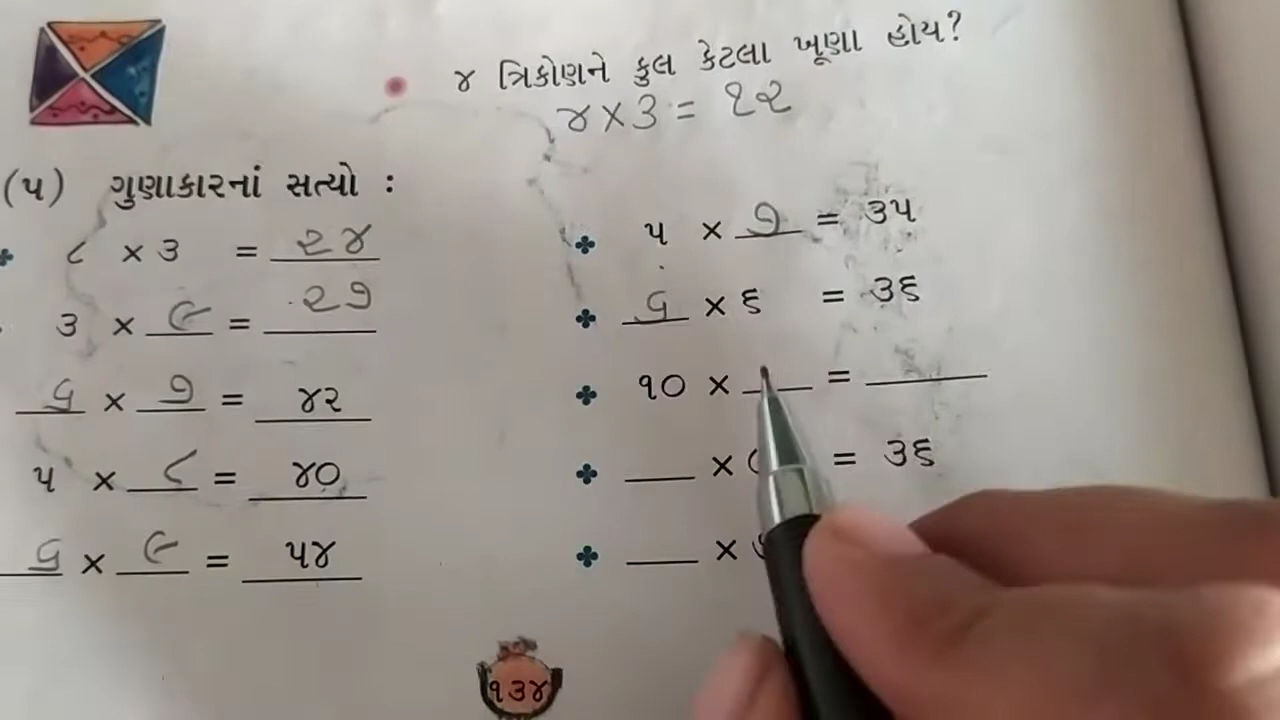 ૪ ત્રિકોણને કુલ કેટલા ખૂણા હોય?
૪ × ૩ = ૧૨
(૫) ગુણાકારનાં સત્યો :
૮ × ૩ = ૨૪
૩ × ૯ = ૨૭
૬ × ૭ = ૪૨
૫ × ૮ = ૪૦
૬ × ૯ = ૫૪
૫ × ૭ = ૩૫
૬ × ૬ = ૩૬
૧૦ × ___ = ___
___ × = ૩૬
___ ×
૧૩૪